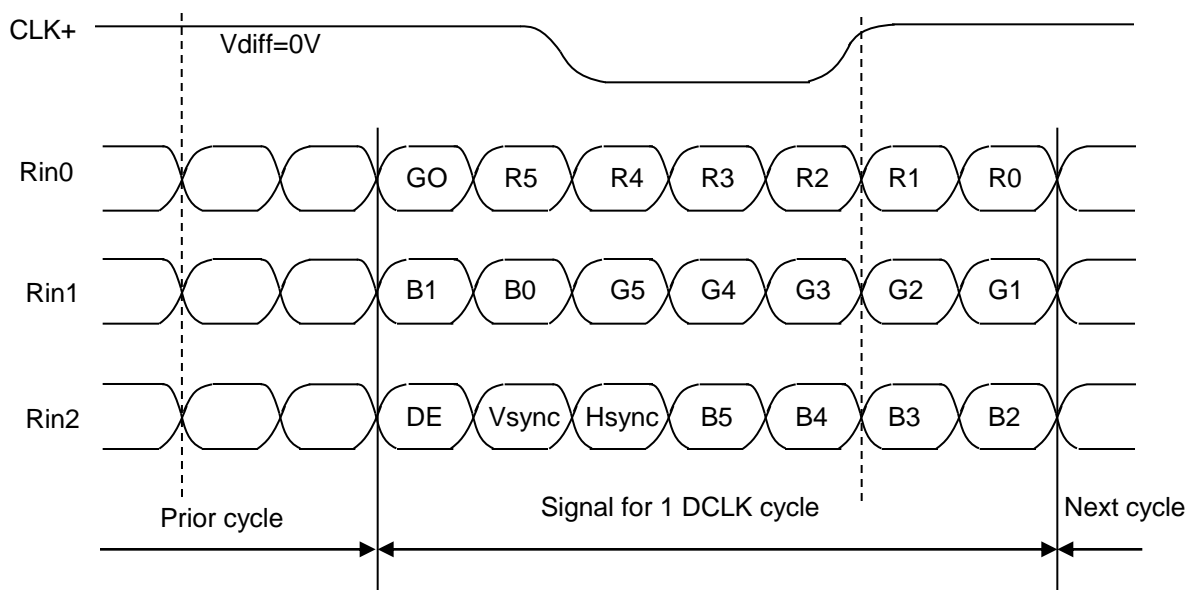 CLK+
Vdiff=0V
Rin0 GO R5 R4 R3 R2 R1 R0
Rin1 B1 B0 G5 G4 G3 G2 G1
Rin2 DE Vsync Hsync B5 B4 B3 B2
Prior cycle Signal for 1 DCLK cycle Next cycle